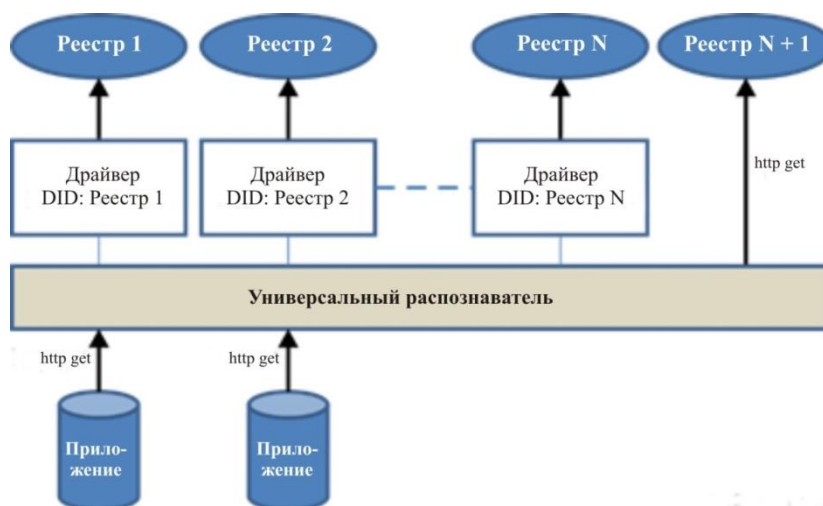 Реестр 1
Реестр 2
Реестр N
Реестр N + 1
Драйвер
DID: Реестр 1
Драйвер
DID: Реестр 2
Драйвер
DID: Реестр N
http get
Универсальный распознаватель
http get
http get
Прило-
жение
Прило-
жение